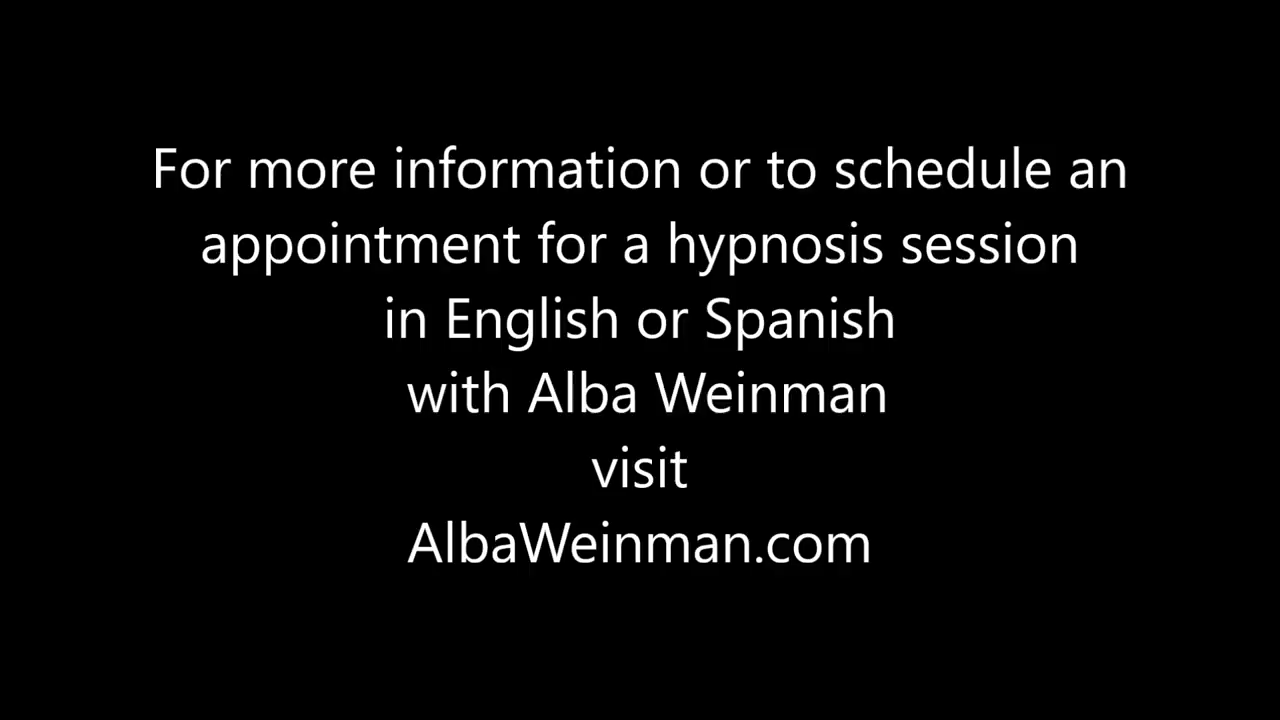 For more information or to schedule an
appointment for a hypnosis session
in English or Spanish
with Alba Weinman
visit
AlbaWeinman.com